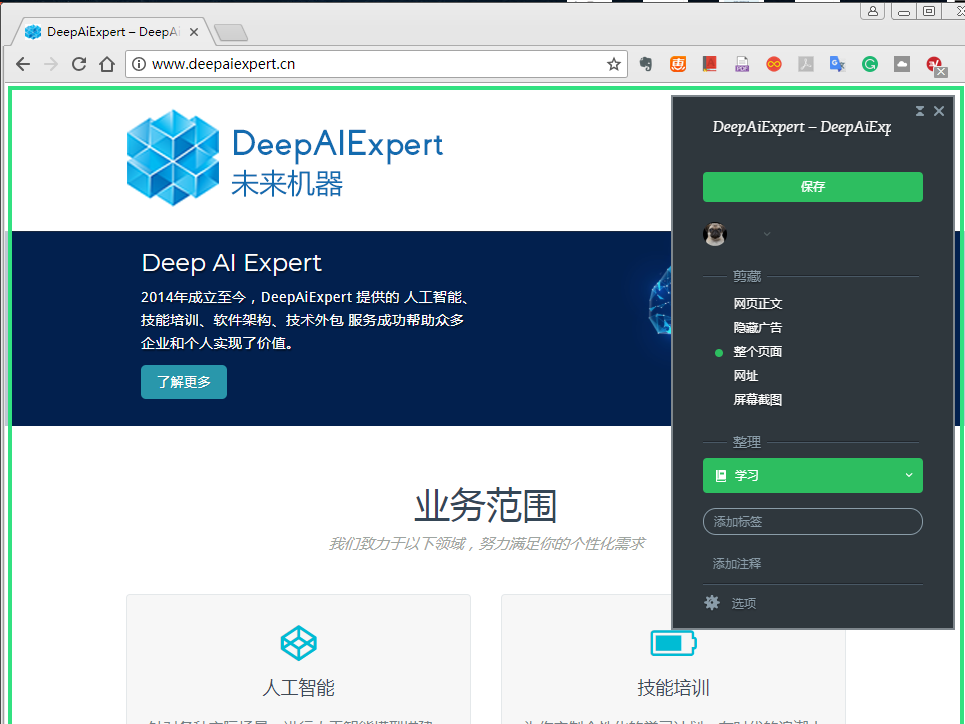 DeepAiExpert – DeepAi
www.deepaiexpert.cn
DeepAIExpert
未来机器
Deep AI Expert
2014年成立至今，DeepAiExpert 提供的 人工智能、
技能培训、软件架构、技术外包 服务成功帮助众多
企业和个人实现了价值。
了解更多
业务范围
我们致力于以下领域，努力满足你的个性化需求
人工智能
技能培训
DeepAiExpert – DeepAiExp
保存
剪藏
网页正文
隐藏广告
整个页面
网址
屏幕截图
整理
学习
添加标签
添加注释
选项